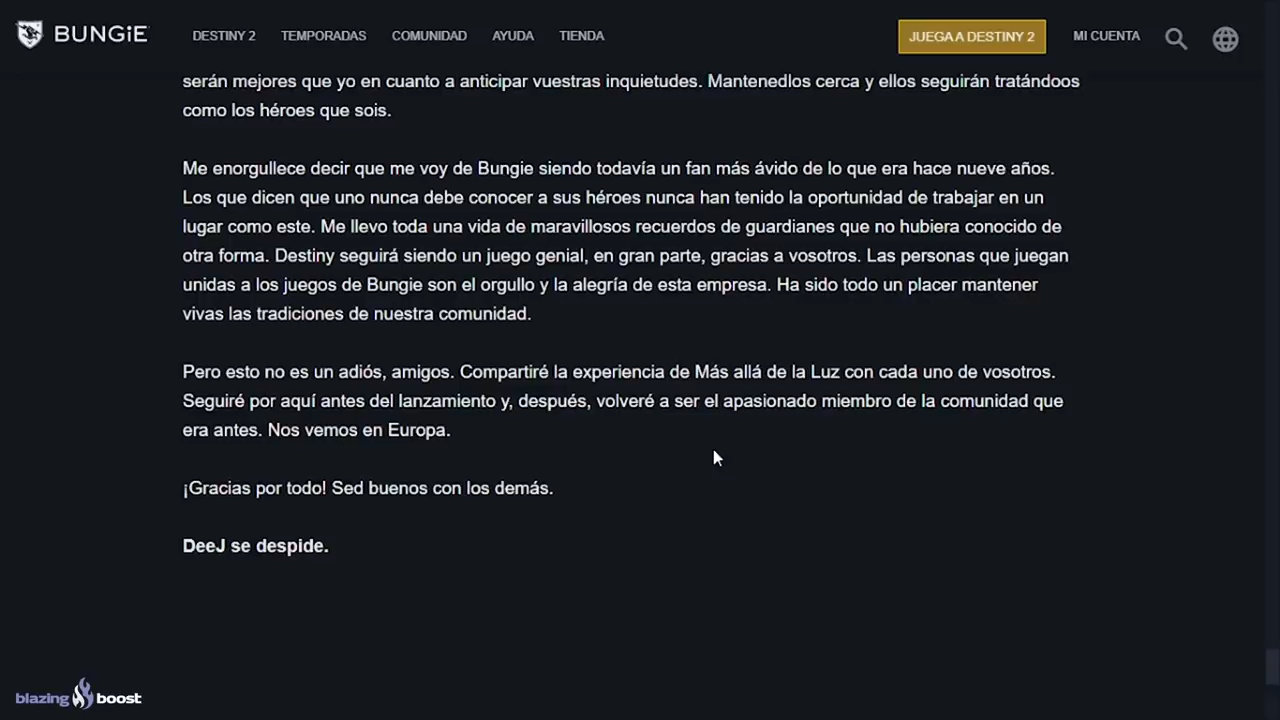 BUNGiE
DESTINY 2 TEMPORADAS COMUNIDAD AYUDA TIENDA
JUEGA A DESTINY 2 MI CUENTA
serán mejores que yo en cuanto a anticipar vuestras inquietudes. Mantenedlos cerca y ellos seguirán tratándoos
como los héroes que sois.
Me enorgullece decir que me voy de Bungie siendo todavía un fan más ávido de lo que era hace nueve años.
Los que dicen que uno nunca debe conocer a sus héroes nunca han tenido la oportunidad de trabajar en un
lugar como este. Me llevo toda una vida de maravillosos recuerdos de guardianes que no hubiera conocido de
otra forma. Destiny seguirá siendo un juego genial, en gran parte, gracias a vosotros. Las personas que juegan
unidas a los juegos de Bungie son el orgullo y la alegría de esta empresa. Ha sido todo un placer mantener
vivas las tradiciones de nuestra comunidad.
Pero esto no es un adiós, amigos. Compartiré la experiencia de Más allá de la Luz con cada uno de vosotros.
Seguiré por aquí antes del lanzamiento y, después, volveré a ser el apasionado miembro de la comunidad que
era antes. Nos vemos en Europa.
¡Gracias por todo! Sed buenos con los demás.
DeeJ se despide.
blazing boost